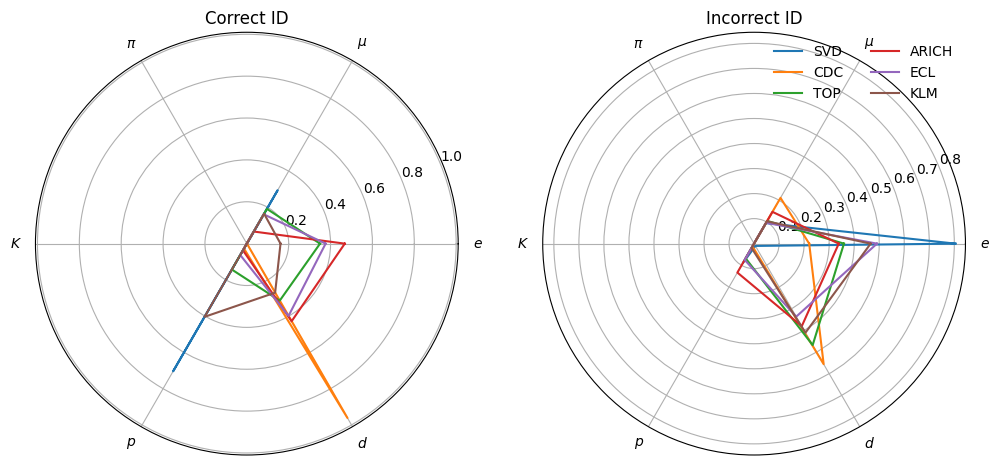 Correct ID
Incorrect ID
π
μ
K
e
p
d
0.2
0.4
0.6
0.8
1.0
π
μ
K
e
p
d
0.2
0.3
0.4
0.5
0.6
0.7
0.8
SVD
CDC
TOP
ARICH
ECL
KLM